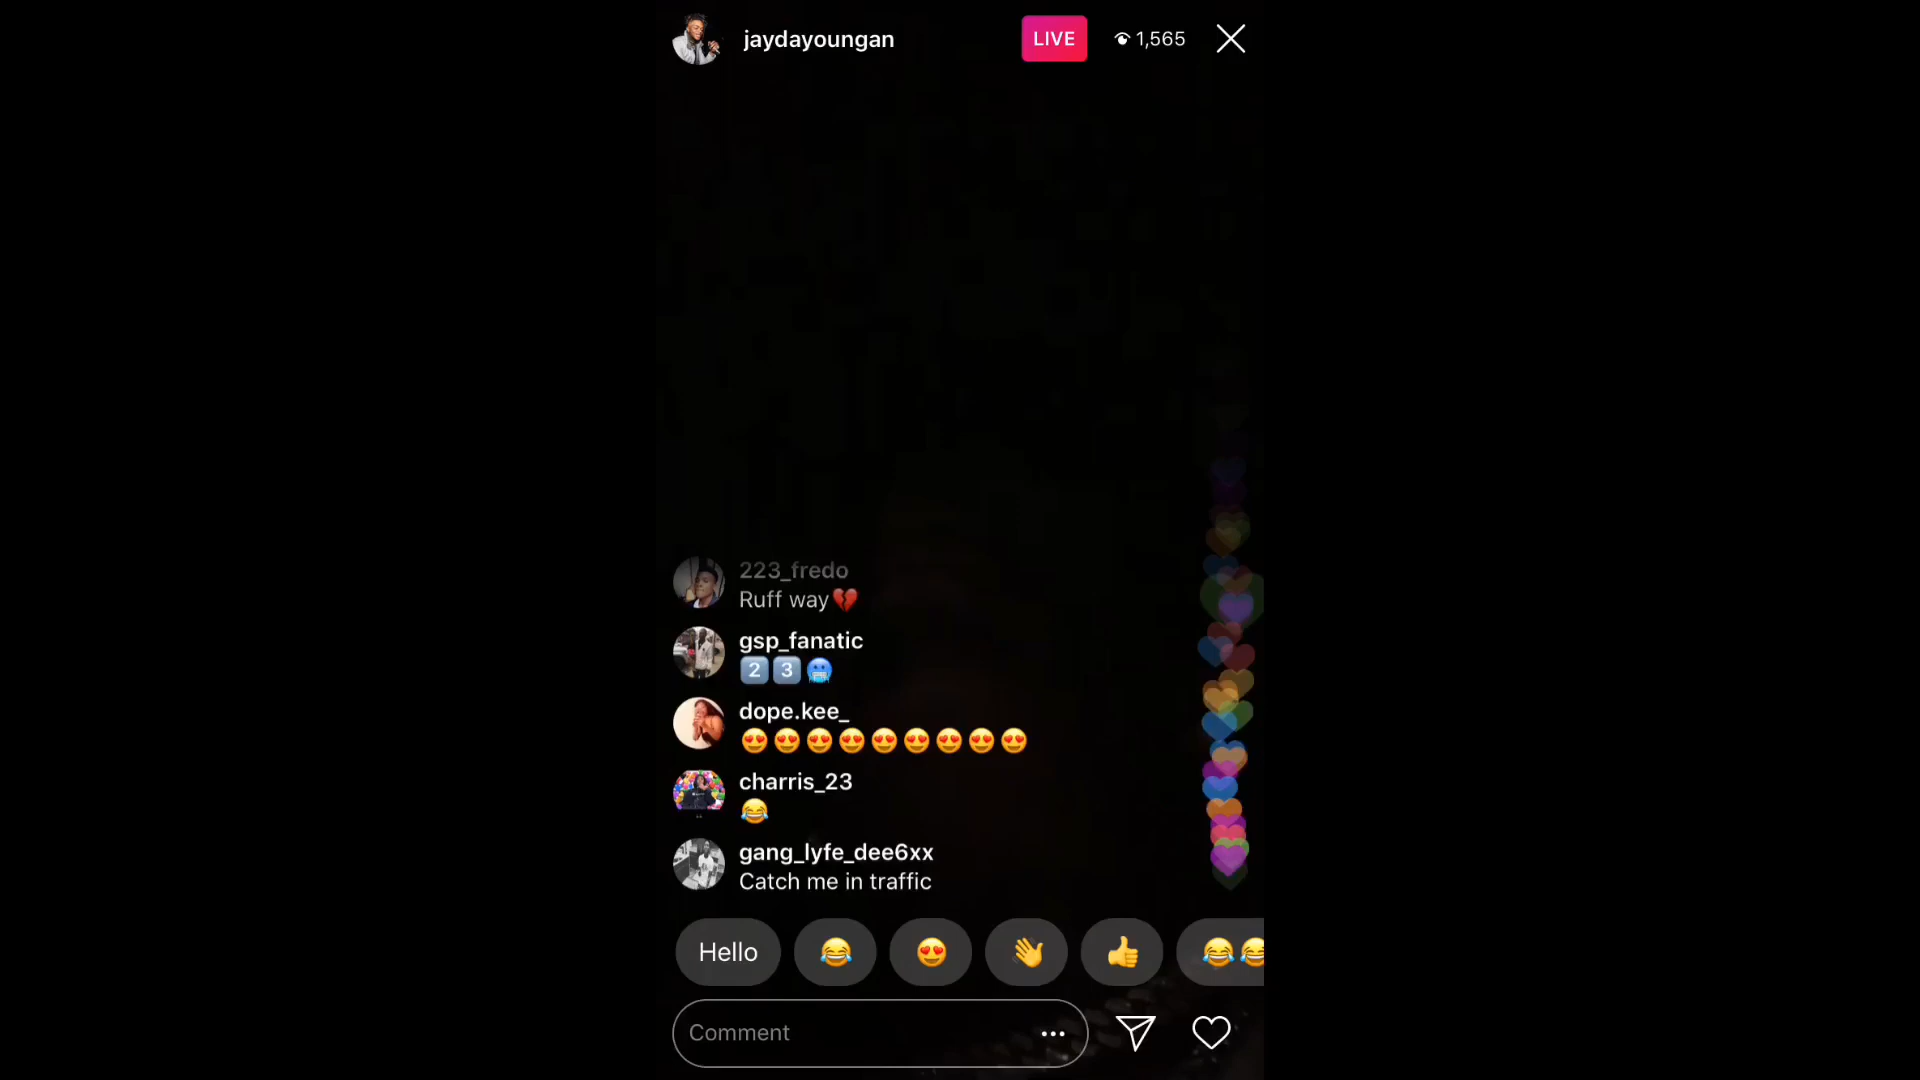 jaydayoungan
LIVE
1,565
223_fredo
Ruff way💔
gsp_fanatic
2️⃣3️⃣🥶
dope.kee_
😍😍😍😍😍😍😍😍😍
charris_23
😂
gang_lyfe_dee6xx
Catch me in traffic
Hello 😂 😍 👋 👍 😂😂
Comment